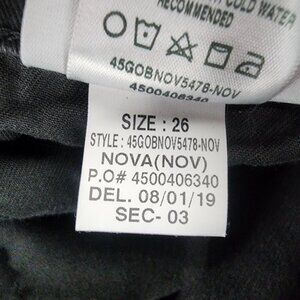 COLD WATER
RECOMMENDED
45GOBNOV5478-NOV
4500406340
SIZE : 26
STYLE : 45GOBNOV5478-NOV
NOVA(NOV)
P.O# 4500406340
DEL. 08/01/19
SEC- 03